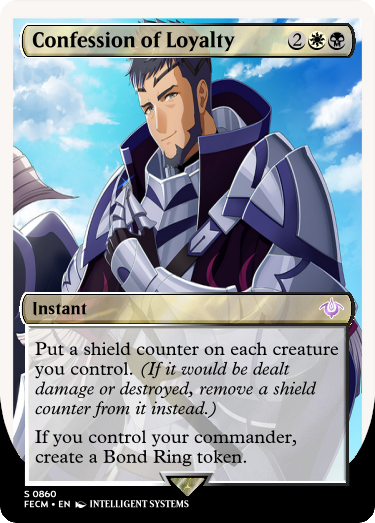 Confession of Loyalty 2
Instant
Put a shield counter on each creature
you control. (If it would be dealt
damage or destroyed, remove a shield
counter from it instead.)
If you control your commander,
create a Bond Ring token.
S 0860
FECM • EN INTELLIGENT SYSTEMS